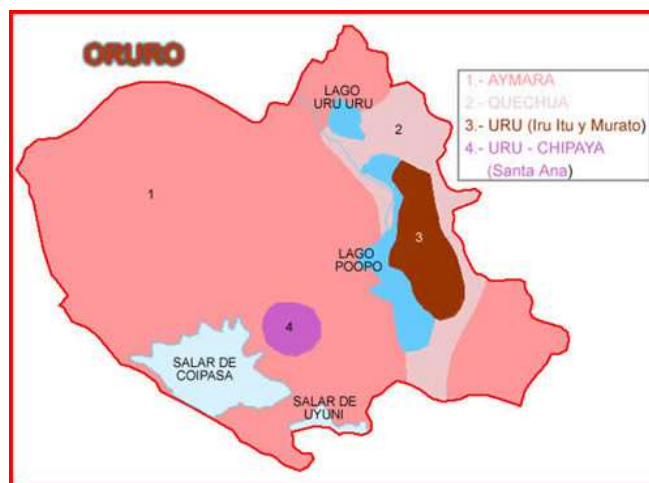 ORURO
1.- AYMARA
2.- QUECHUA
3.- URU (Iru Itu y Murato)
4.- URU - CHIPAYA
(Santa Ana)
LAGO
URU URU
2
1
3
LAGO
POOPO
4
SALAR DE
COIPASA
SALAR DE
UYUNI